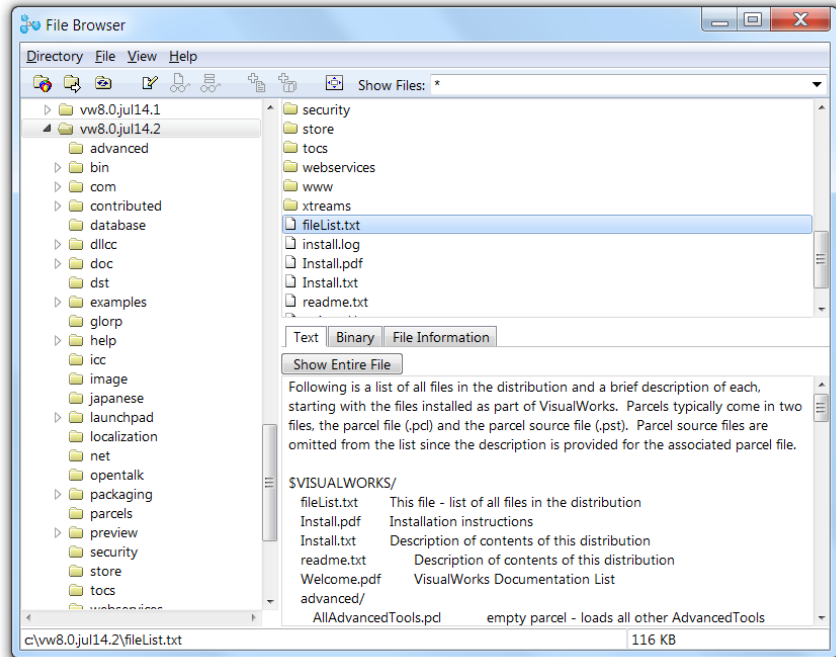 File Browser
Directory File View Help
Show Files: *
vw8.0.jul14.1
vw8.0.jul14.2
advanced
bin
com
contributed
database
dllcc
doc
dst
examples
glorp
help
icc
image
japanese
launchpad
localization
net
opentalk
packaging
parcels
preview
security
store
tocs
webservices
security
store
tocs
webservices
www
xtreams
fileList.txt
install.log
Install.pdf
Install.txt
readme.txt
Text Binary File Information
Show Entire File
Following is a list of all files in the distribution and a brief description of each,
starting with the files installed as part of VisualWorks. Parcels typically come in two
files, the parcel file (.pcl) and the parcel source file (.pst). Parcel source files are
omitted from the list since the description is provided for the associated parcel file.
$VISUALWORKS/
fileList.txt This file - list of all files in the distribution
Install.pdf Installation instructions
Install.txt Description of contents of this distribution
readme.txt Description of contents of this distribution
Welcome.pdf VisualWorks Documentation List
advanced/
AllAdvancedTools.pcl empty parcel - loads all other AdvancedTools
c:\vw8.0.jul14.2\fileList.txt 116 KB